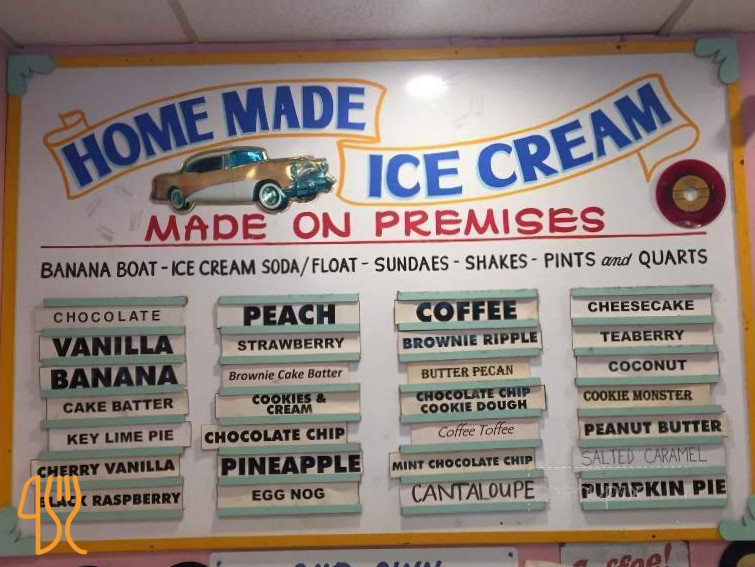 HOME MADE
ICE CREAM
MADE ON PREMISES
BANANA BOAT - ICE CREAM SODA/FLOAT - SUNDAES - SHAKES - PINTS and QUARTS
CHOCOLATE
VANILLA
BANANA
CAKE BATTER
KEY LIME PIE
CHERRY VANILLA
BLACK RASPBERRY
PEACH
STRAWBERRY
Brownie Cake Batter
COOKIES &
CREAM
CHOCOLATE CHIP
PINEAPPLE
EGG NOG
COFFEE
BROWNIE RIPPLE
BUTTER PECAN
CHOCOLATE CHIP
COOKIE DOUGH
Coffee Toffee
MINT CHOCOLATE CHIP
CANTALOUPE
CHEESECAKE
TEABERRY
COCONUT
COOKIE MONSTER
PEANUT BUTTER
SALTED CARAMEL
PUMPKIN PIE
OUR OWN